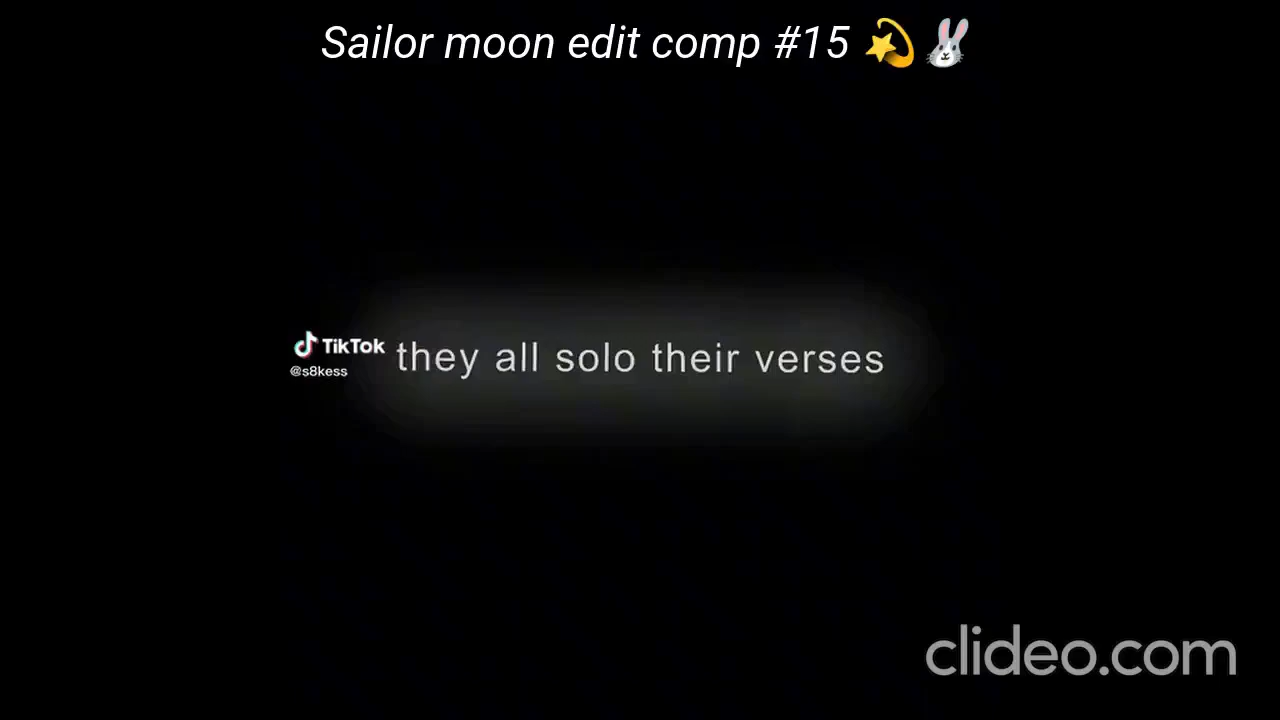 Sailor moon edit comp #15 💫🐰
TikTok
@s8kess
they all solo their verses
clideo.com